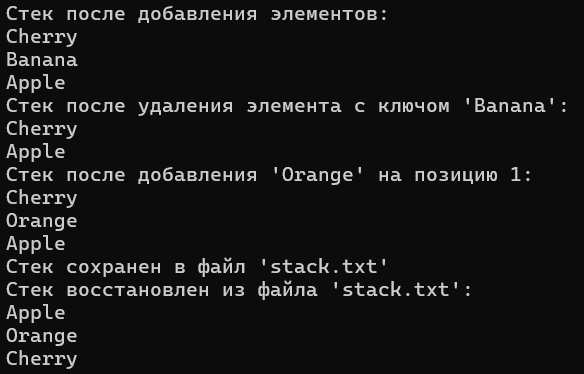 Стек после добавления элементов:
Cherry
Banana
Apple
Стек после удаления элемента с ключом 'Banana':
Cherry
Apple
Стек после добавления 'Orange' на позицию 1:
Cherry
Orange
Apple
Стек сохранен в файл 'stack.txt'
Стек восстановлен из файла 'stack.txt':
Apple
Orange
Cherry